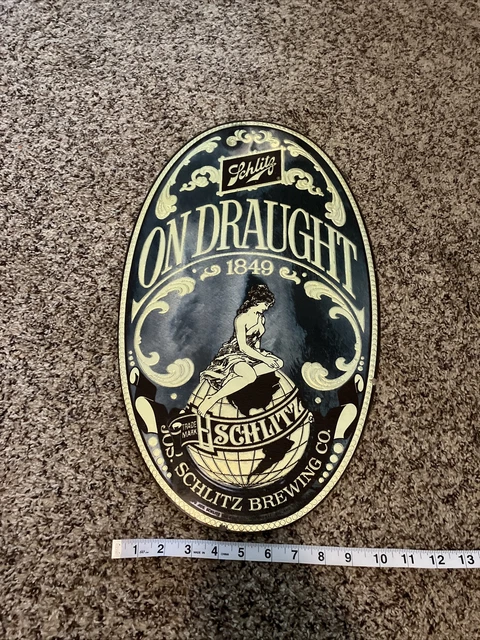 Schlitz
ON DRAUGHT
1849
TRADE
MARK
SCHLITZ
JOS. SCHLITZ BREWING CO.
1 2 3 4 5 6 7 8 9 10 11 12 13